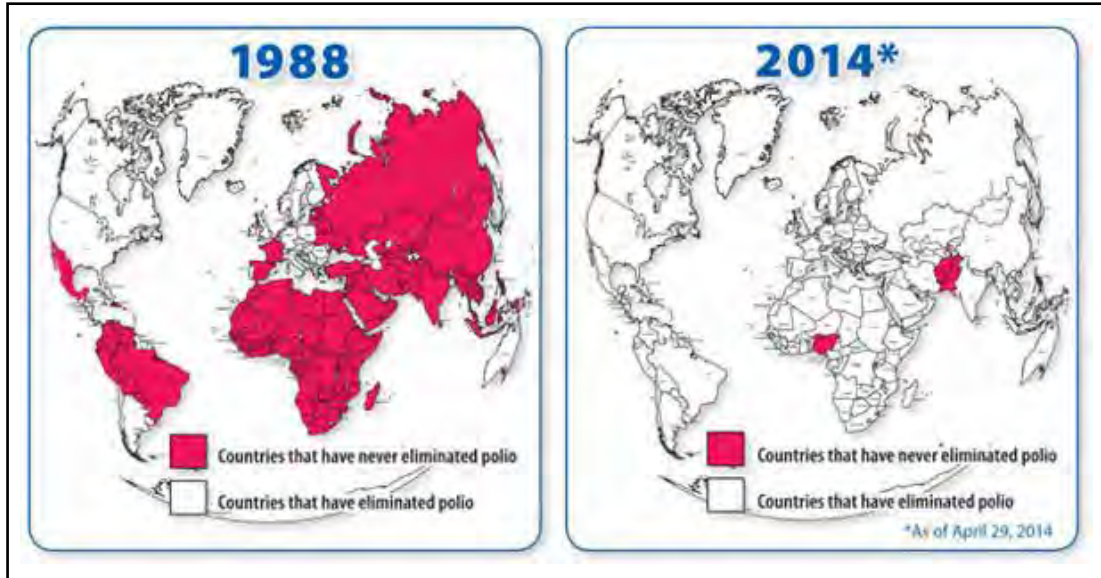 1988
Countries that have never eliminated polio
Countries that have eliminated polio
2014*
Countries that have never eliminated polio
Countries that have eliminated polio
*As of April 29, 2014